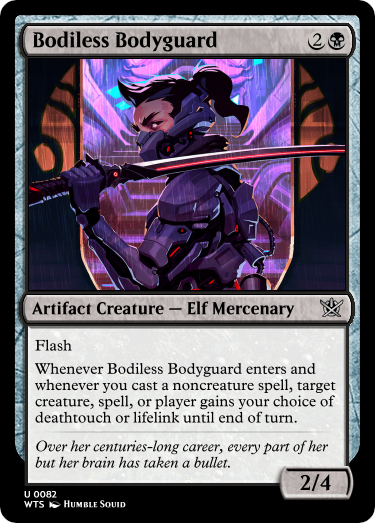 Bodiless Bodyguard 2
Artifact Creature — Elf Mercenary
Flash
Whenever Bodiless Bodyguard enters and
whenever you cast a noncreature spell, target
creature, spell, or player gains your choice of
deathtouch or lifelink until end of turn.
Over her centuries-long career, every part of her
but her brain has taken a bullet.
2/4
U 0082
WTS Humble Squid